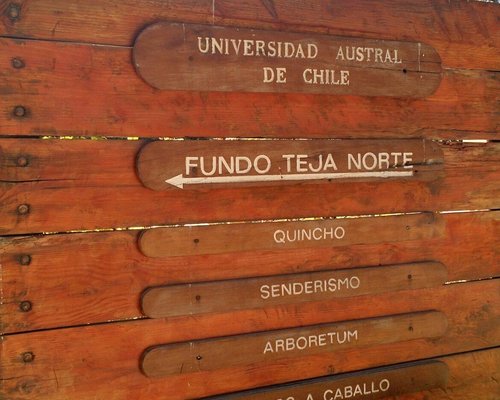 UNIVERSIDAD AUSTRAL
DE CHILE
FUNDO TEJA NORTE
QUINCHO
SENDERISMO
ARBORETUM
A CABALLO